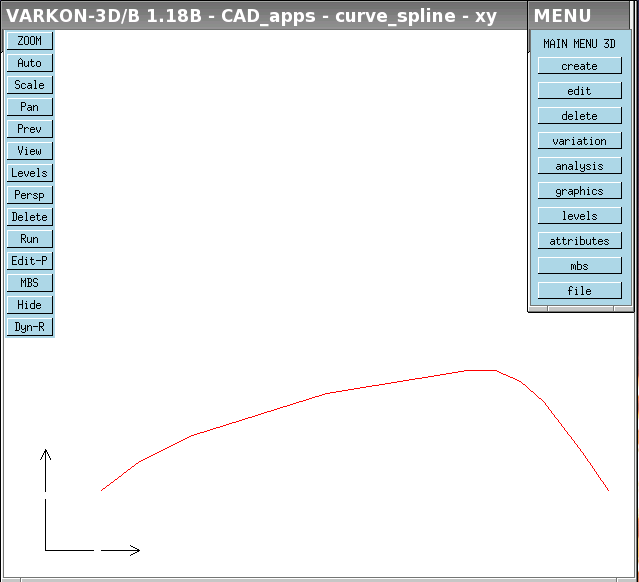 VARKON-3D/B 1.18B - CAD_apps - curve_spline - xy
ZOOM
Auto
Scale
Pan
Prev
View
Levels
Persp
Delete
Run
Edit-P
MBS
Hide
Dyn-R
MENU
MAIN MENU 3D
create
edit
delete
variation
analysis
graphics
levels
attributes
mbs
file